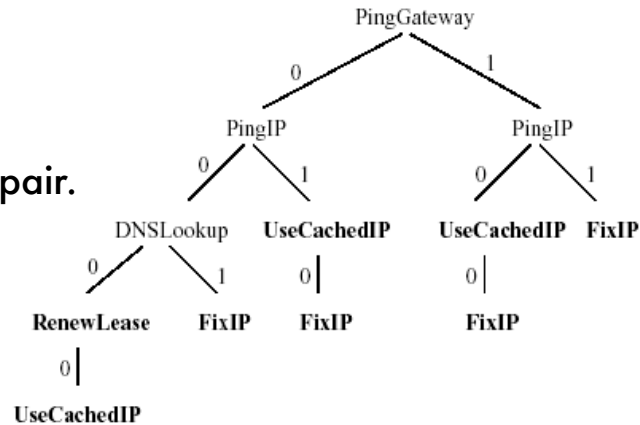 PingGateway
0 1
PingIP PingIP
pair.
0 1 0 1
DNSLookup UseCachedIP UseCachedIP FixIP
0 1 0 0
RenewLease FixIP FixIP FixIP
0
UseCachedIP